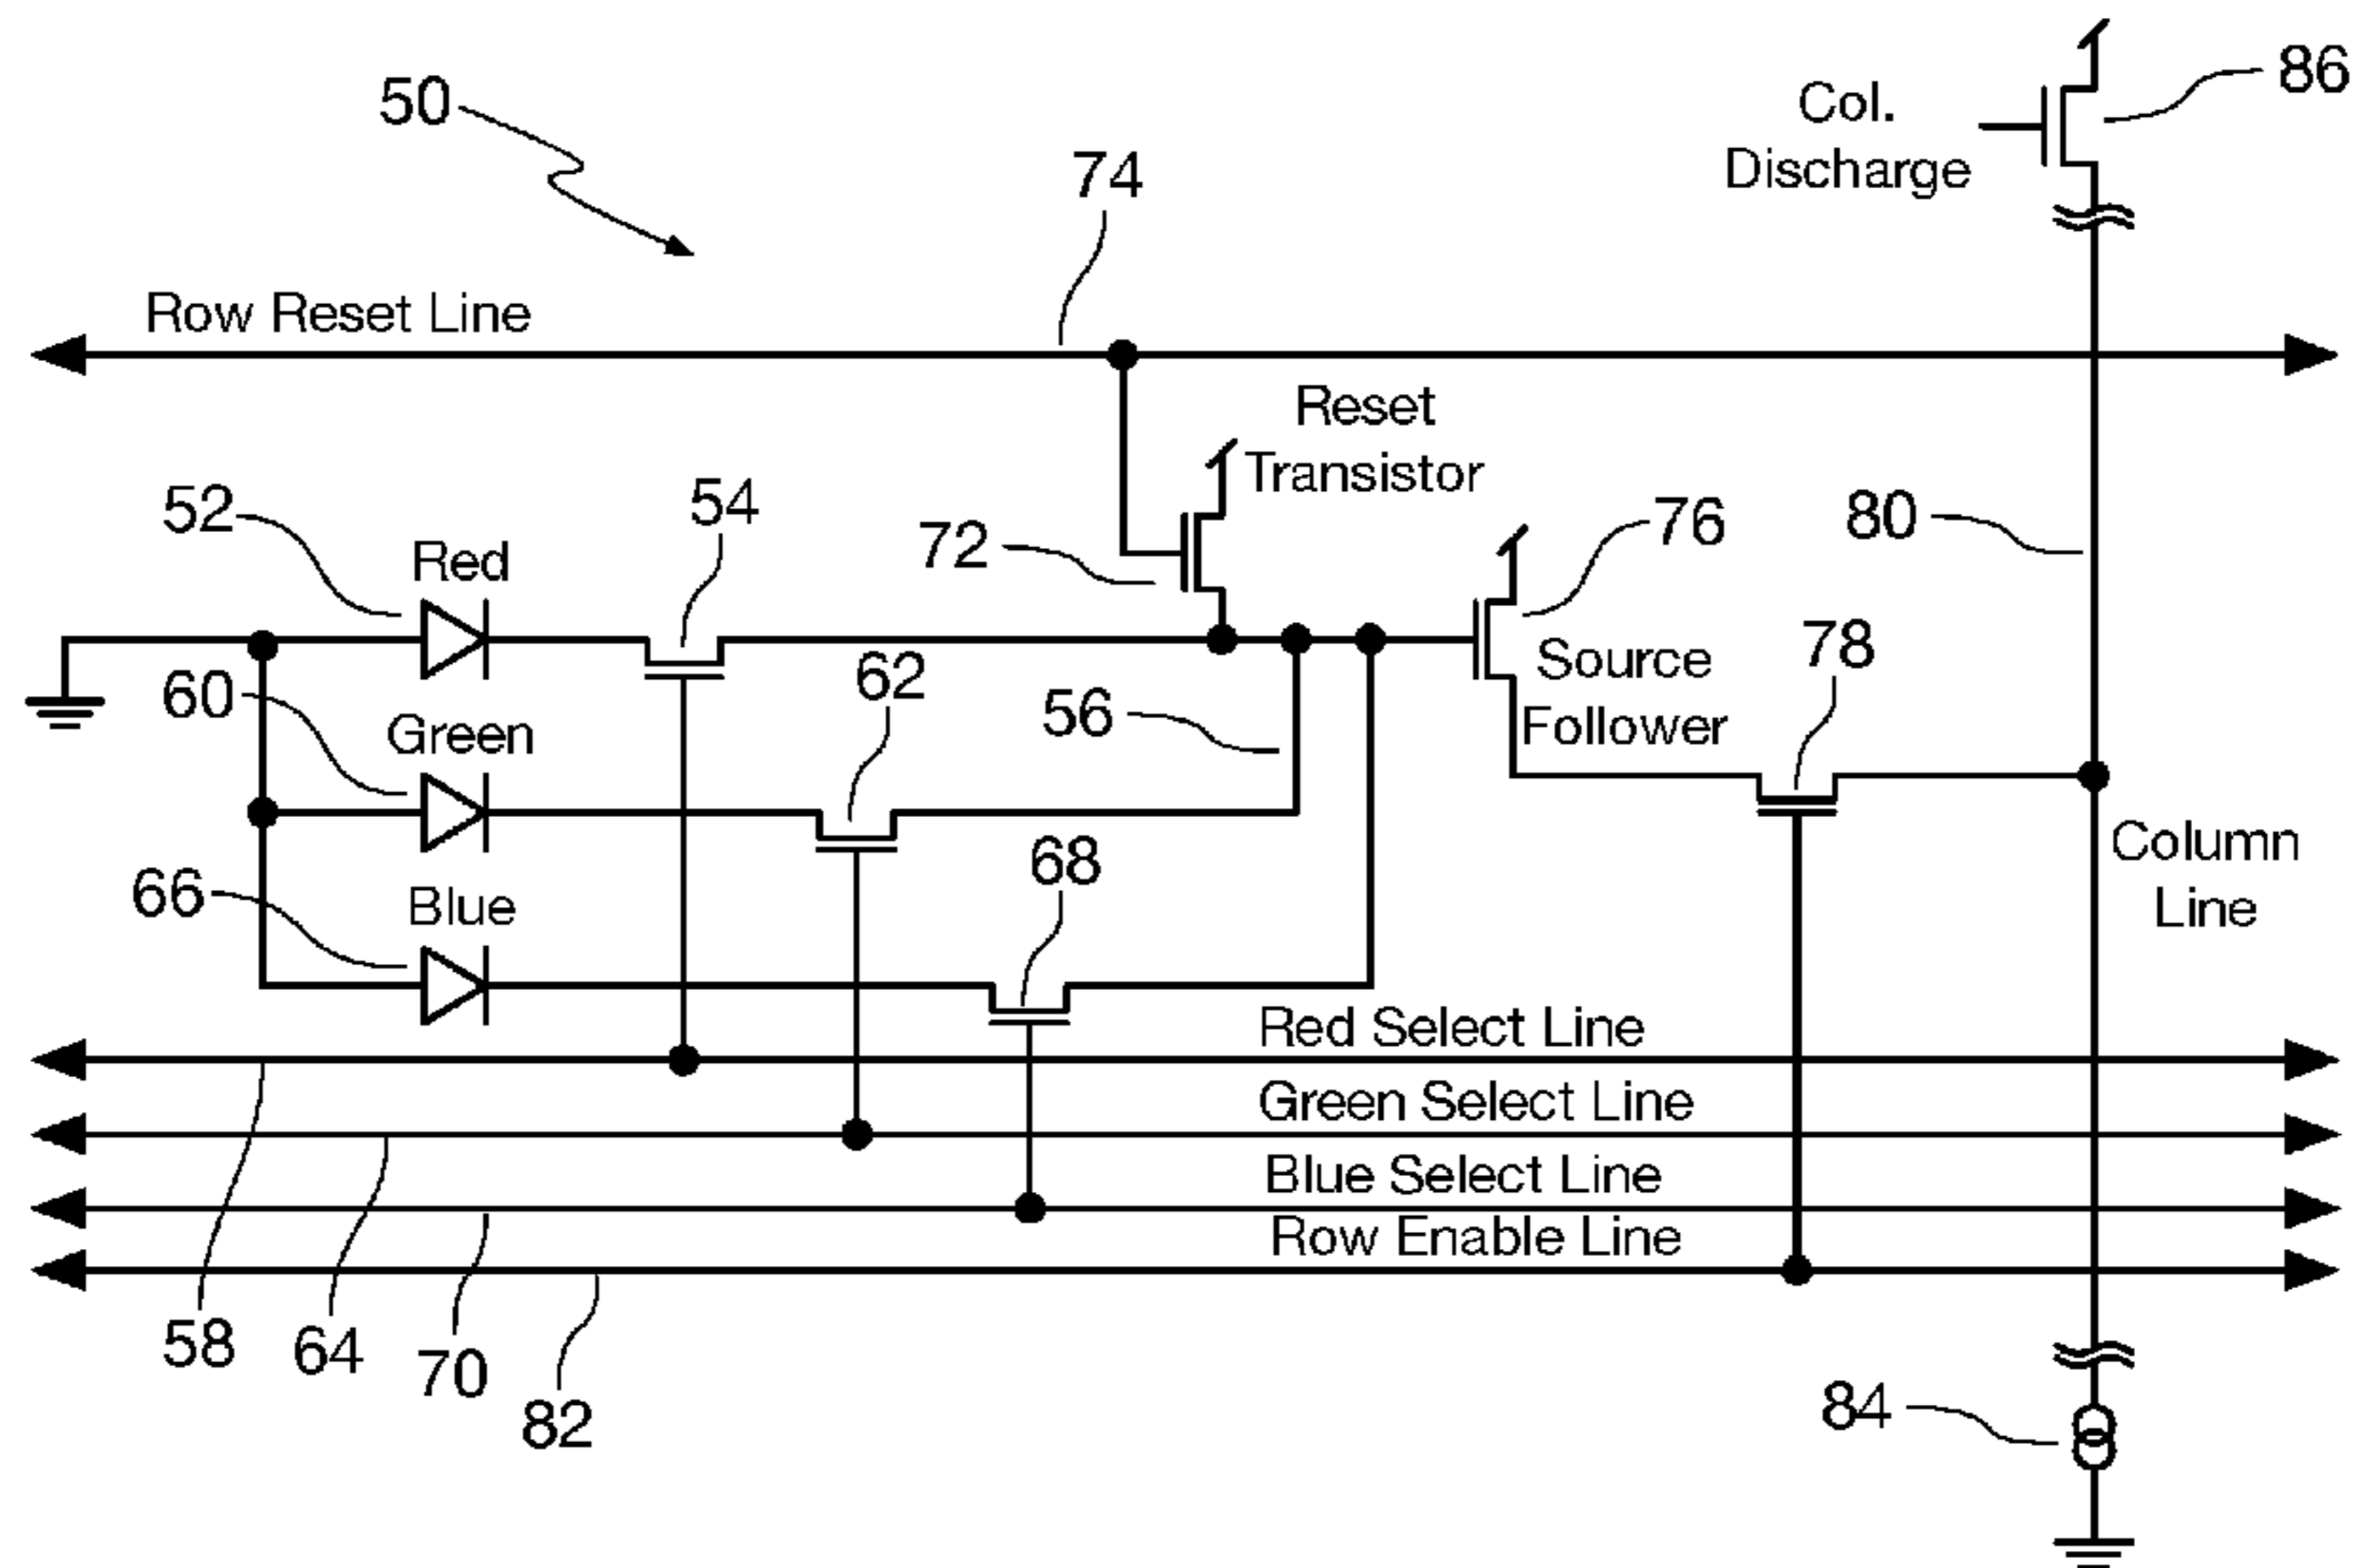 86
Col.
Discharge
50
74
Row Reset Line
Reset
Transistor
52
Red
54
72
76
80
60
Green
62
56
Source
Follower
78
66
Blue
68
Column
Line
Red Select Line
Green Select Line
Blue Select Line
Row Enable Line
58
64
70
82
84